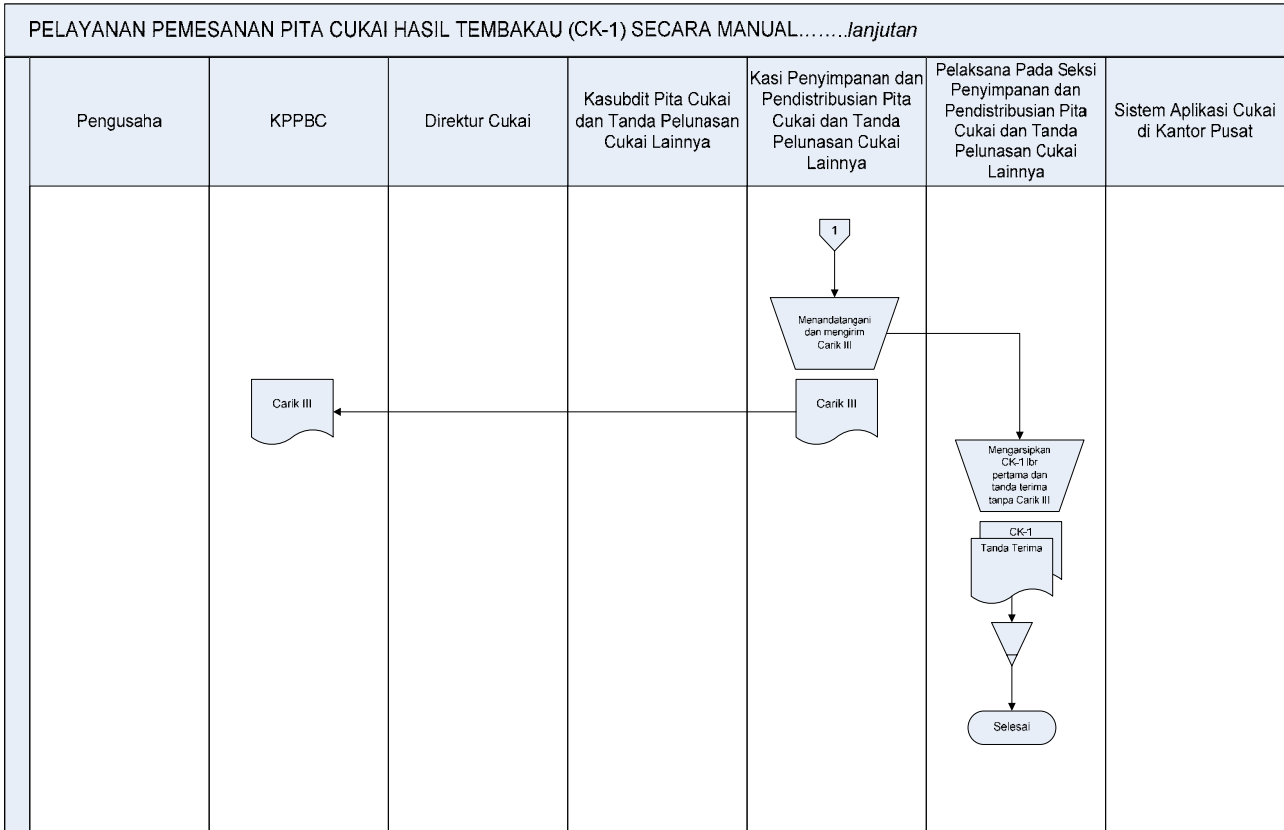 PELAYANAN PEMESANAN PITA CUKAI HASIL TEMBAKAU (CK-1) SECARA MANUAL........lanjutan
Pengusaha
KPPBC
Direktur Cukai
Kasubdit Pita Cukai
dan Tanda Pelunasan
Cukai Lainnya
Kasi Penyimpanan dan
Pendistribusian Pita
Cukai dan Tanda
Pelunasan Cukai
Lainnya
Pelaksana Pada Seksi
Penyimpanan dan
Pendistribusian Pita
Cukai dan Tanda
Pelunasan Cukai
Lainnya
Sistem Aplikasi Cukai
di Kantor Pusat
1
Menandatangani
dan mengirim
Carik III
Carik III
Carik III
Mengarsipkan
CK-1 lbr
pertama dan
tanda terima
tanpa Carik III
CK-1
Tanda Terima
Selesai